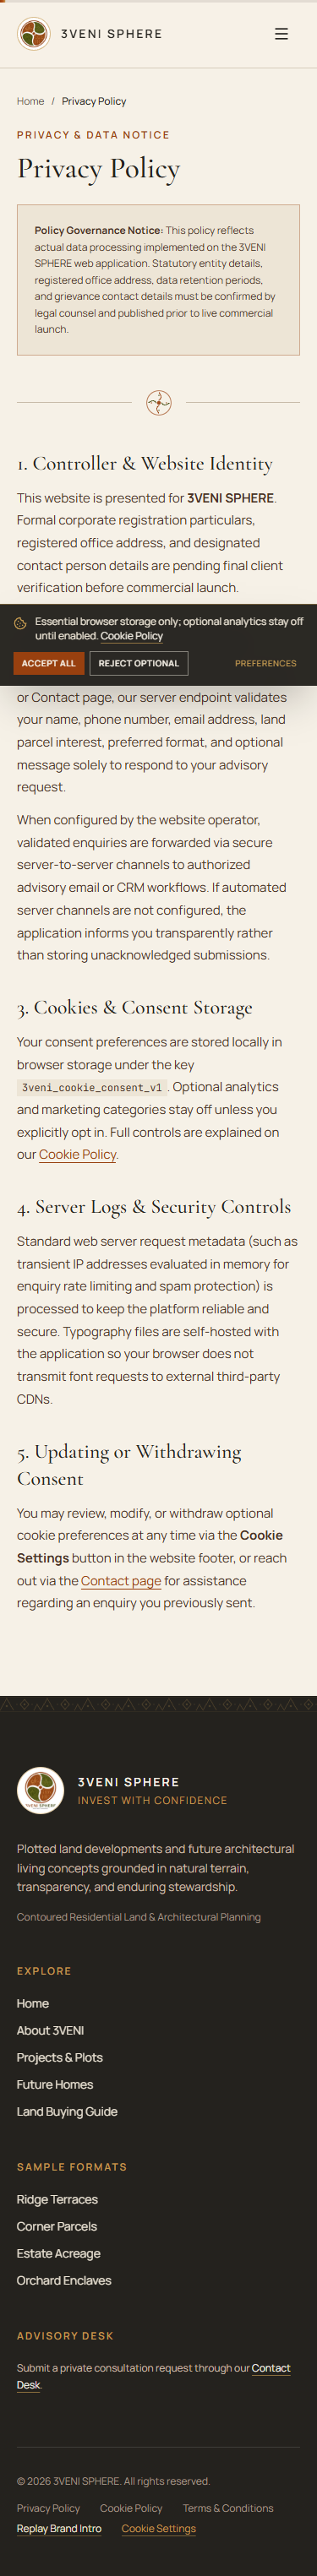 3VENI SPHERE
Home / Privacy Policy
PRIVACY & DATA NOTICE
Privacy Policy
Policy Governance Notice: This policy reflects
actual data processing implemented on the 3VENI
SPHERE web application. Statutory entity details,
registered office address, data retention periods,
and grievance contact details must be confirmed by
legal counsel and published prior to live commercial
launch.
1. Controller & Website Identity
This website is presented for 3VENI SPHERE.
Formal corporate registration particulars,
registered office address, and designated
contact person details are pending final client
verification before commercial launch.
Essential browser storage only; optional analytics stay off
until enabled. Cookie Policy
ACCEPT ALL REJECT OPTIONAL PREFERENCES
or Contact page, our server endpoint validates
your name, phone number, email address, land
parcel interest, preferred format, and optional
message solely to respond to your advisory
request.
When configured by the website operator,
validated enquiries are forwarded via secure
server-to-server channels to authorized
advisory email or CRM workflows. If automated
server channels are not configured, the
application informs you transparently rather
than storing unacknowledged submissions.
3. Cookies & Consent Storage
Your consent preferences are stored locally in
browser storage under the key
3veni_cookie_consent_v1. Optional analytics
and marketing categories stay off unless you
explicitly opt in. Full controls are explained on
our Cookie Policy.
4. Server Logs & Security Controls
Standard web server request metadata (such as
transient IP addresses evaluated in memory for
enquiry rate limiting and spam protection) is
processed to keep the platform reliable and
secure. Typography files are self-hosted with
the application so your browser does not
transmit font requests to external third-party
CDNs.
5. Updating or Withdrawing
Consent
You may review, modify, or withdraw optional
cookie preferences at any time via the Cookie
Settings button in the website footer, or reach
out via the Contact page for assistance
regarding an enquiry you previously sent.
3VENI SPHERE
INVEST WITH CONFIDENCE
Plotted land developments and future architectural
living concepts grounded in natural terrain,
transparency, and enduring stewardship.
Contoured Residential Land & Architectural Planning
EXPLORE
Home
About 3VENI
Projects & Plots
Future Homes
Land Buying Guide
SAMPLE FORMATS
Ridge Terraces
Corner Parcels
Estate Acreage
Orchard Enclaves
ADVISORY DESK
Submit a private consultation request through our Contact
Desk.
© 2026 3VENI SPHERE. All rights reserved.
Privacy Policy Cookie Policy Terms & Conditions
Replay Brand Intro Cookie Settings